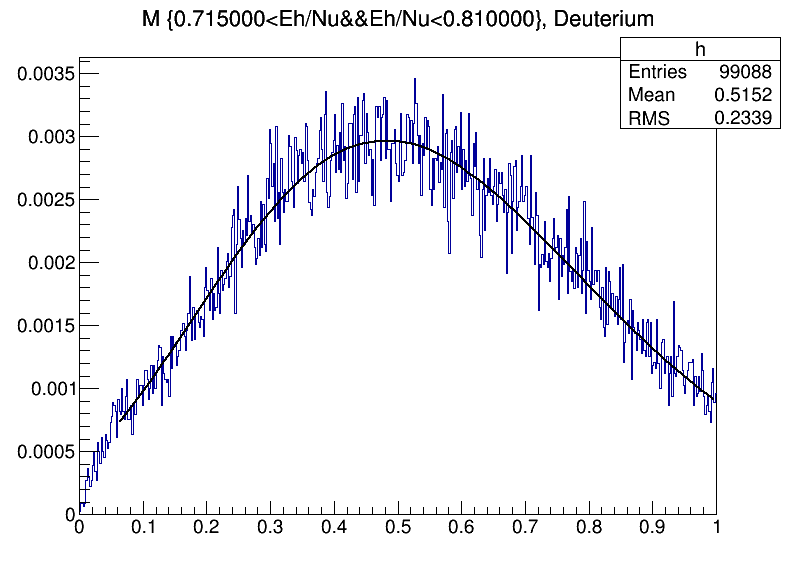 M {0.715000<Eh/Nu&&Eh/Nu<0.810000}, Deuterium
h
Entries 99088
Mean 0.5152
RMS 0.2339
0.0035
0.003
0.0025
0.002
0.0015
0.001
0.0005
0
0 0.1 0.2 0.3 0.4 0.5 0.6 0.7 0.8 0.9 1